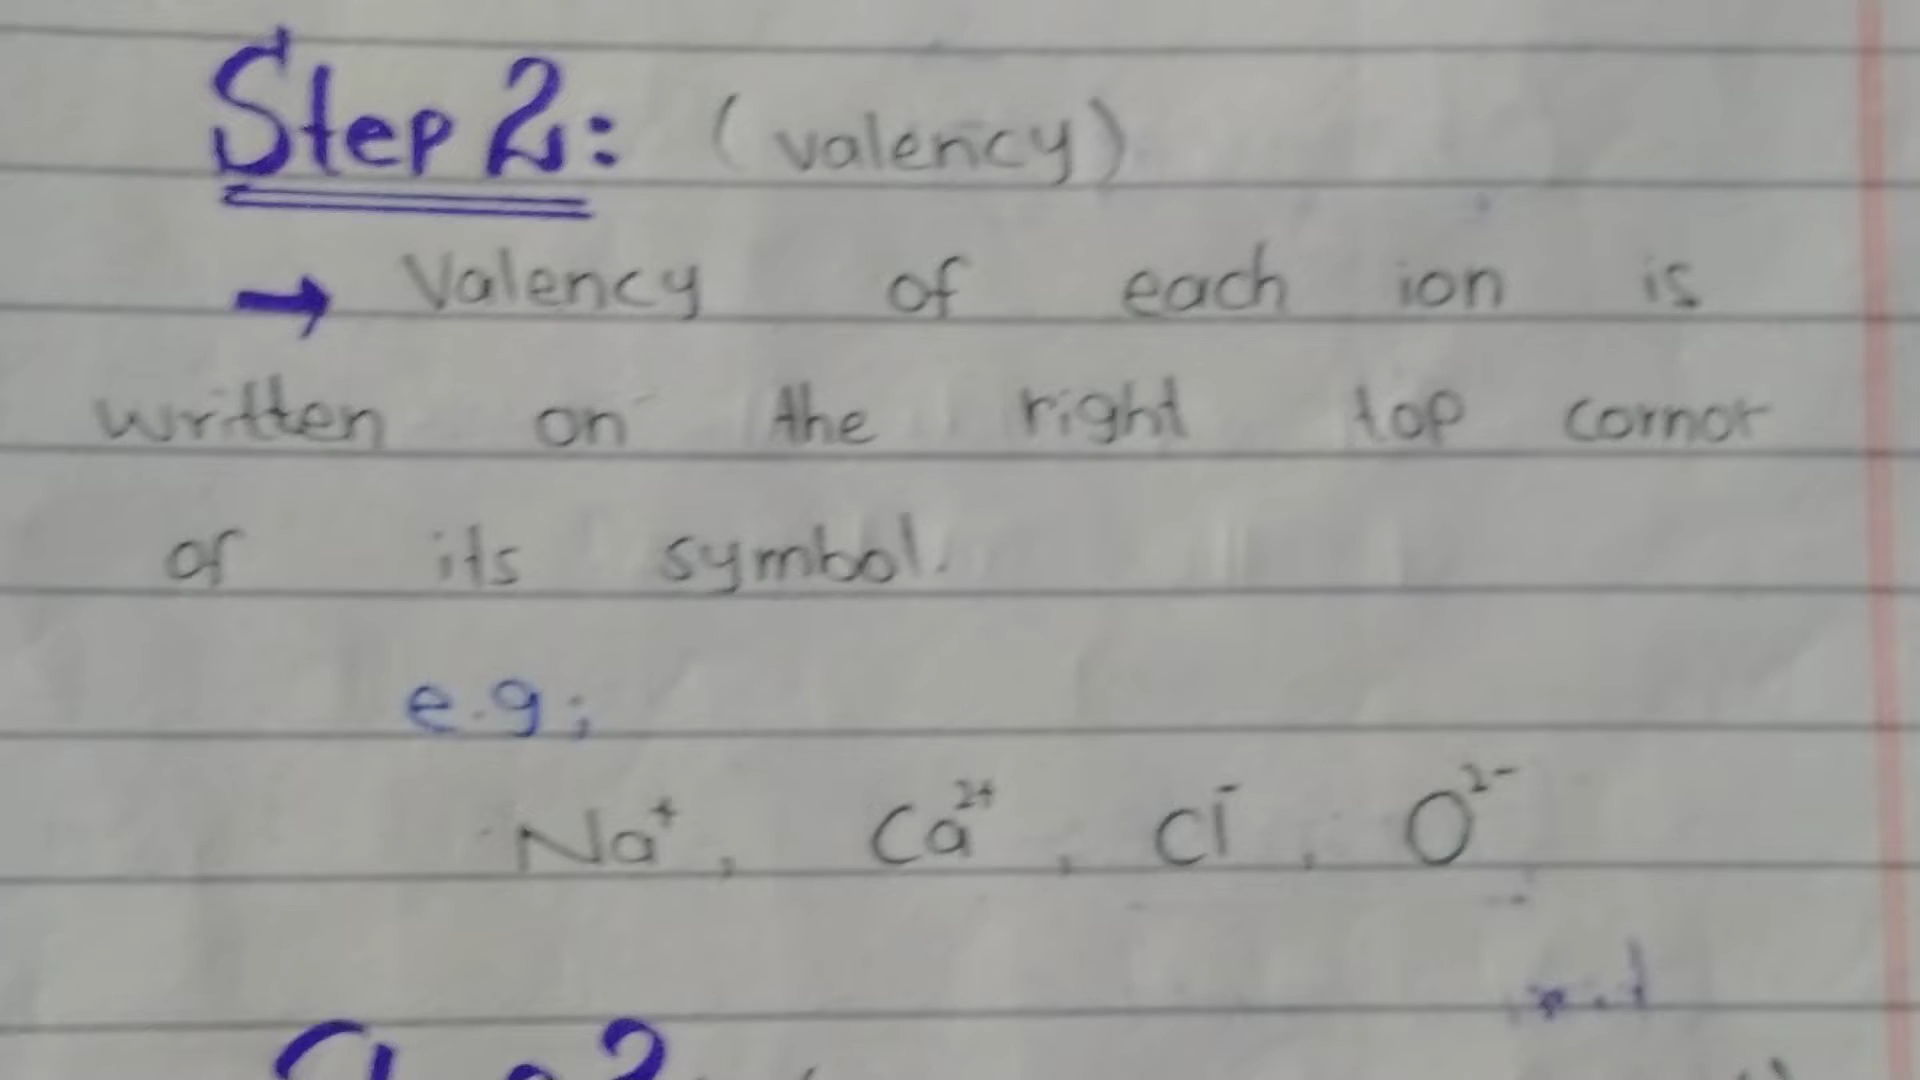 Step 2: (valency)
→ Valency of each ion is
written on the right top cornor
of its symbol.
e.g;
Na⁺, Ca²⁺, Cl⁻, O²⁻